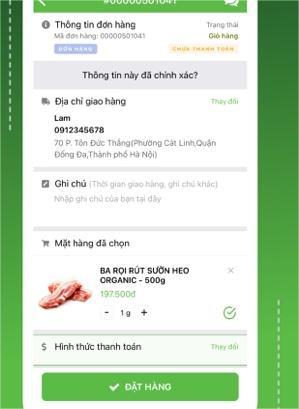 #00000501041
Thông tin đơn hàng
Trạng thái
Mã đơn hàng: 00000501041
Giỏ hàng
ĐƠN HÀNG
CHƯA THANH TOÁN
Thông tin này đã chính xác?
Địa chỉ giao hàng
Thay đổi
Lam
0912345678
70 P. Tôn Đức Thắng(Phường Cát Linh,Quận
Đống Đa,Thành phố Hà Nội)
Ghi chú (Thời gian giao hàng, ghi chú khác)
Nhập ghi chú của bạn tại đây
Mặt hàng đã chọn
BA RỌI RÚT SƯỜN HEO
ORGANIC - 500g
197.500đ
- 1 g +
Hình thức thanh toán
Thay đổi
ĐẶT HÀNG